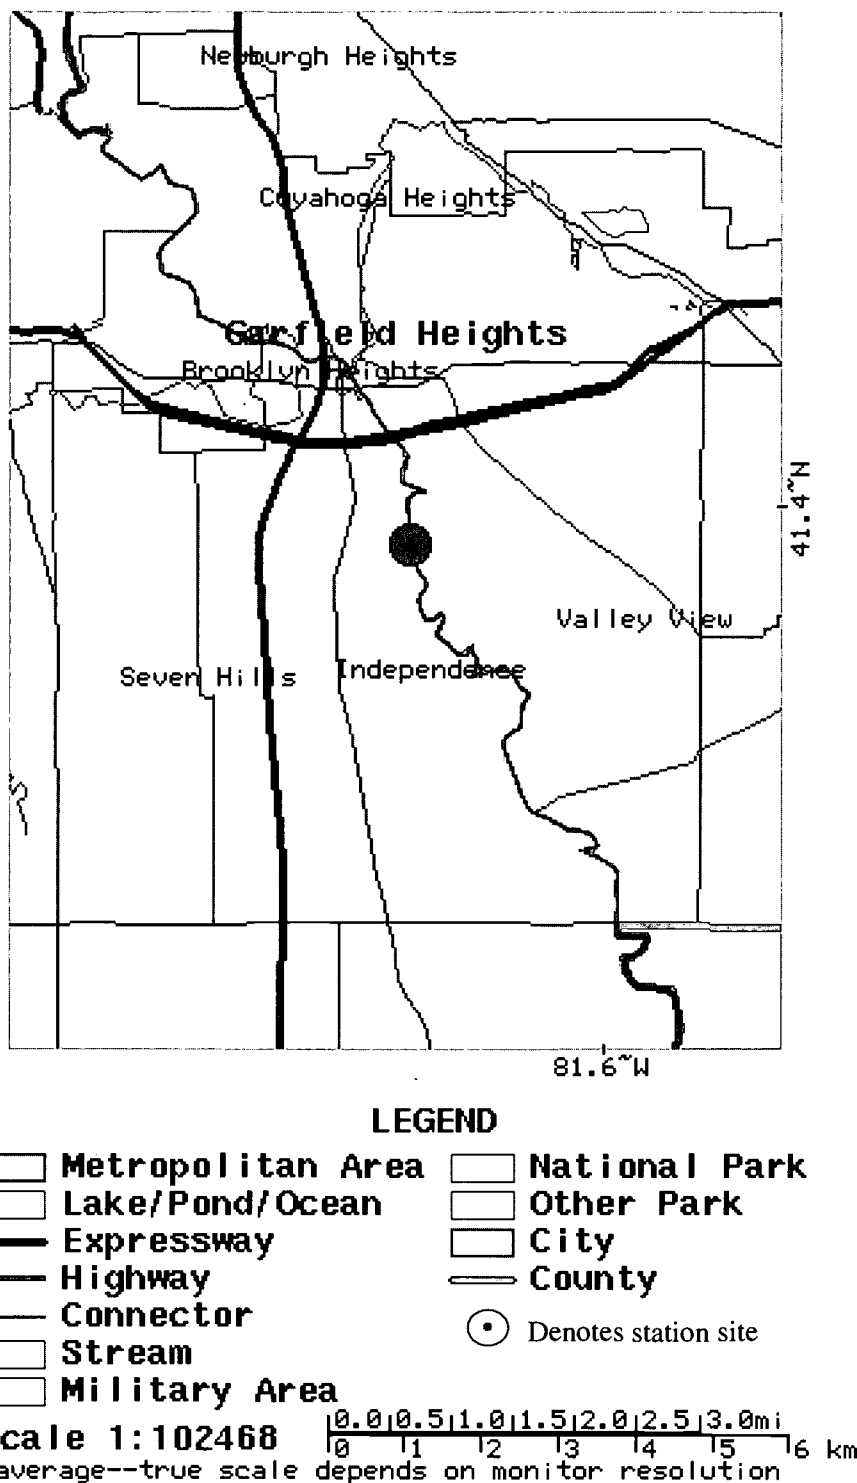 Newburgh Heights
Cuyahoga Heights
Garfield Heights
Brooklyn Heights
41.4~N
Valley View
Independence
Seven Hills
81.6~W
LEGEND
Metropolitan Area
National Park
Lake/Pond/Ocean
Other Park
Expressway
City
Highway
County
Connector
Denotes station site
Stream
Military Area
cale 1:102468
0.0 0.5 1.0 1.5 2.0 2.5 3.0mi
0 1 2 3 4 5 6 km
average--true scale depends on monitor resolution